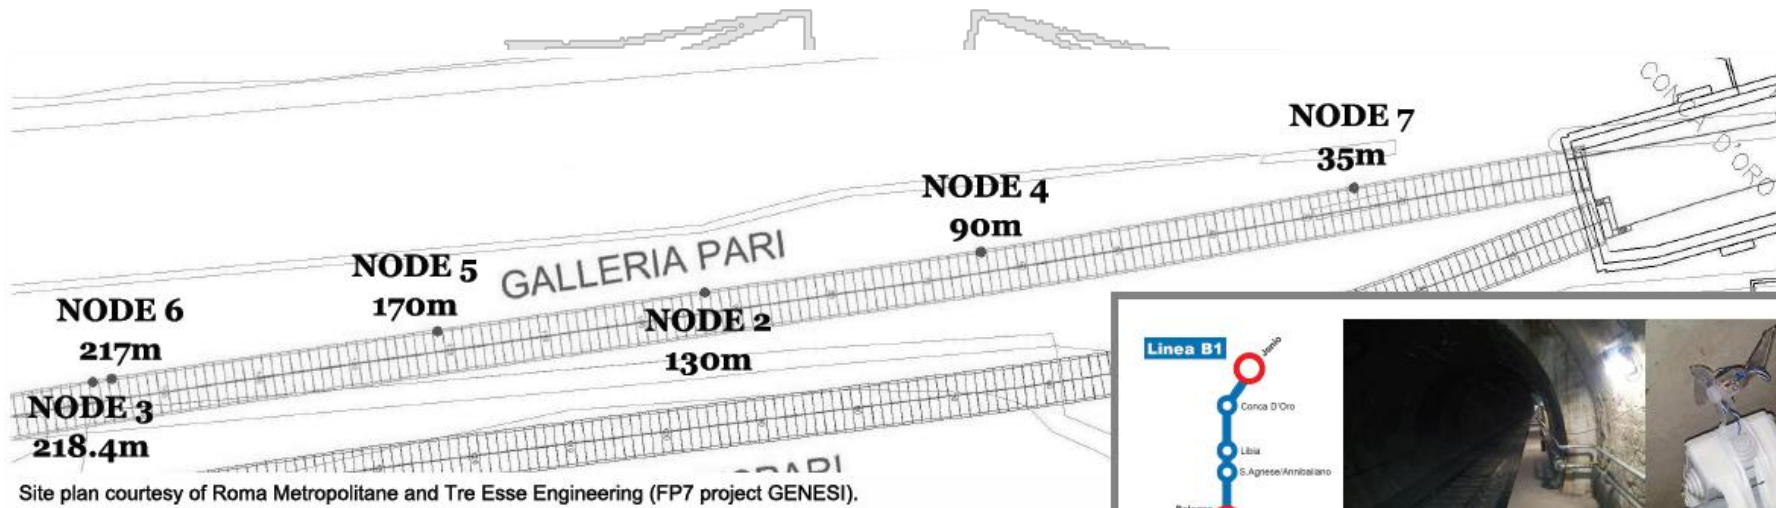 CONCA D'ORO
NODE 7
35m
NODE 4
90m
GALLERIA PARI
NODE 5
170m
NODE 6
217m
NODE 2
130m
NODE 3
218.4m
Site plan courtesy of Roma Metropolitane and Tre Esse Engineering (FP7 project GENESI).
Linea B1
Jonio
Conca D'Oro
Libia
S.Agnese/Annibaliano